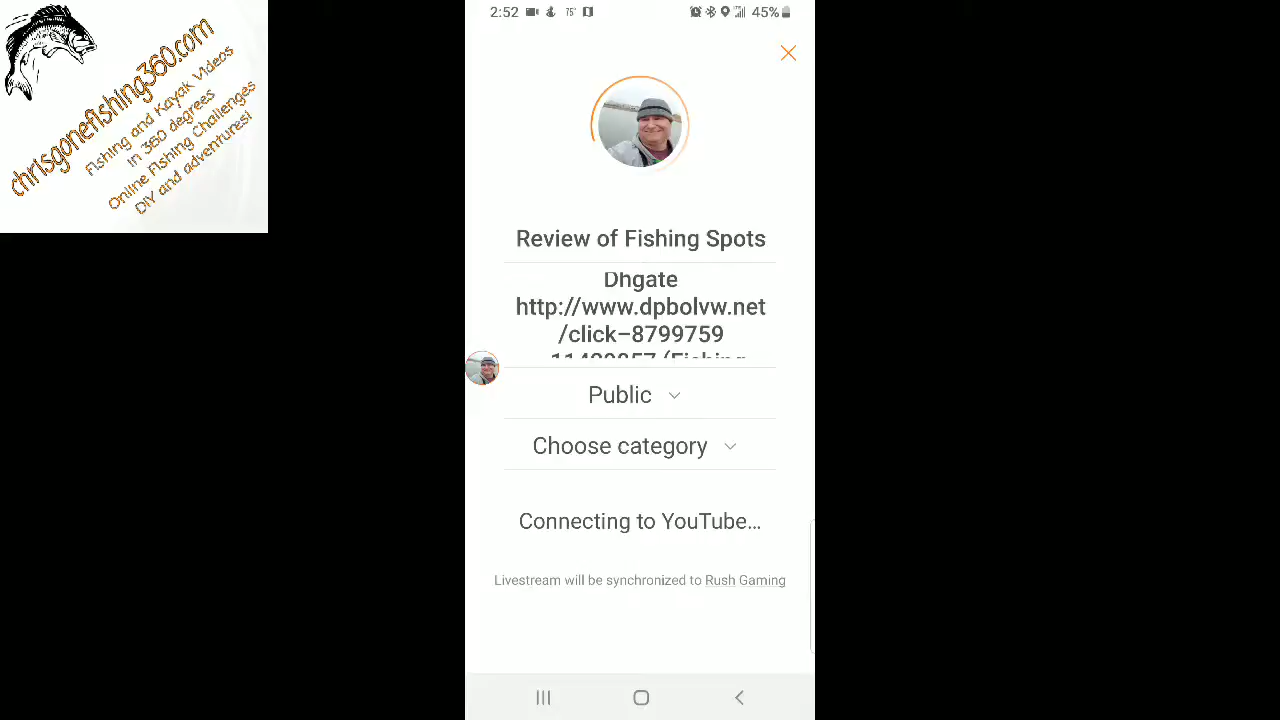 chrisgonefishing360.com
Fishing and Kayak Videos
in 360 degrees
Online Fishing Challenges
DIY and adventures!
2:52
75°
45%
Review of Fishing Spots
Dhgate
http://www.dpbolvw.net
/click-8799759
Public
Choose category
Connecting to YouTube...
Livestream will be synchronized to Rush Gaming